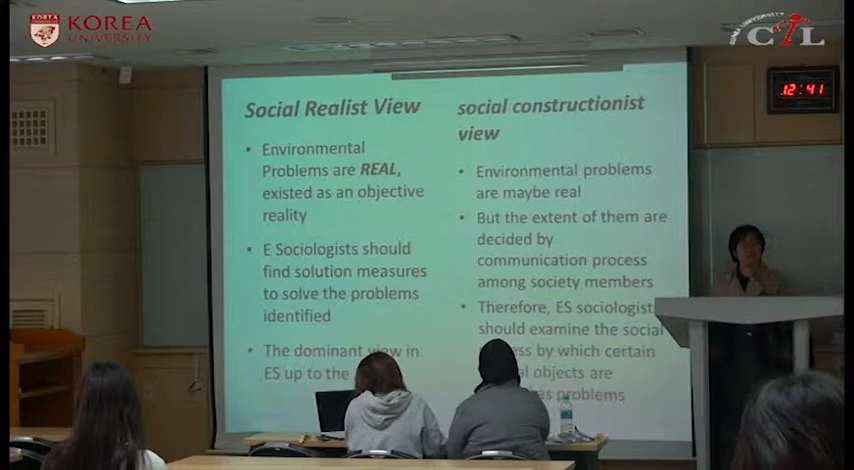 KOREA
UNIVERSITY
CTL
12:41
Social Realist View
• Environmental
Problems are REAL,
existed as an objective
reality
• E Sociologists should
find solution measures
to solve the problems
identified
• The dominant view in
ES up to the
social constructionist
view
• Environmental problems
are maybe real
• But the extent of them are
decided by
communication process
among society members
• Therefore, ES sociologists
should examine the social
by which certain
objects are
as problems